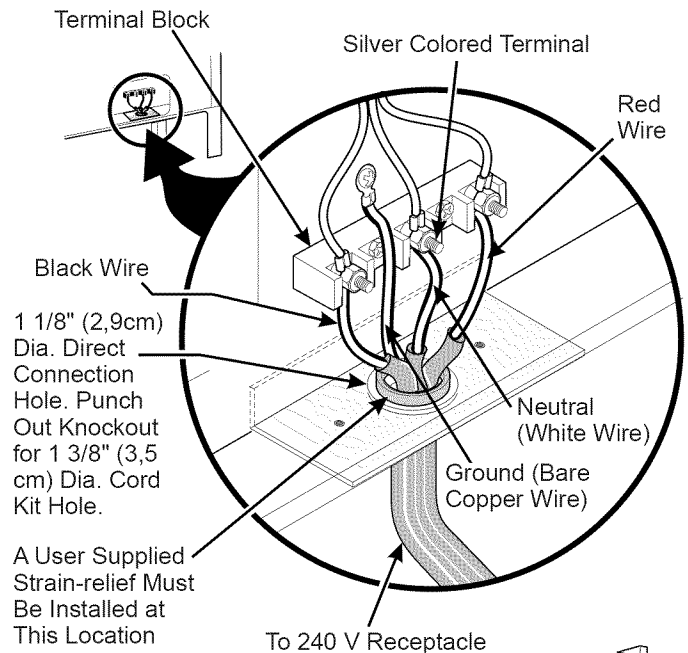 Terminal Block
Silver Colored Terminal
Red
Wire
Black Wire
1 1/8" (2,9cm)
Dia. Direct
Connection
Hole. Punch
Out Knockout
for 1 3/8" (3,5
cm) Dia. Cord
Kit Hole.
Neutral
(White Wire)
Ground (Bare
Copper Wire)
A User Supplied
Strain-relief Must
Be Installed at
This Location
To 240 V Receptacle